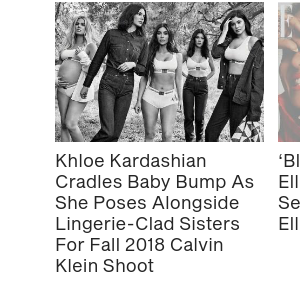 Khloe Kardashian
Cradles Baby Bump As
She Poses Alongside
Lingerie-Clad Sisters
For Fall 2018 Calvin
Klein Shoot
‘Bl
Ell
Se
Ell